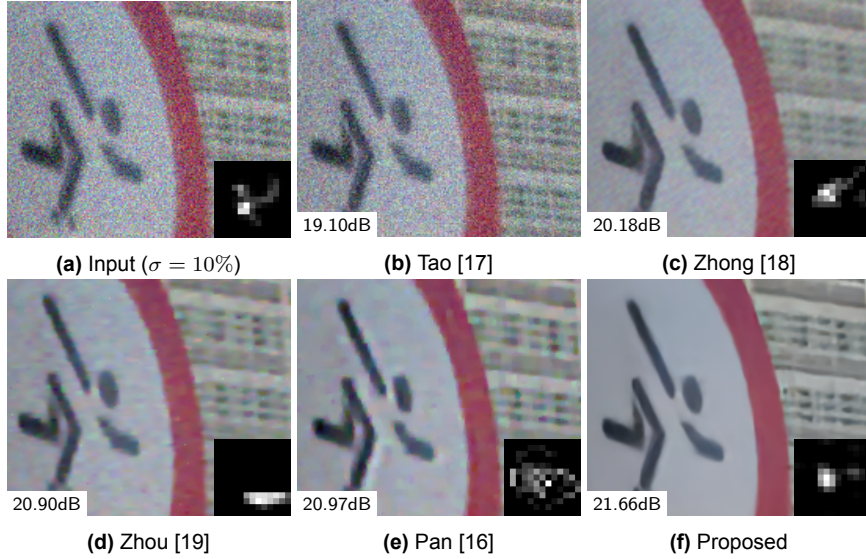 19.10dB
20.18dB
(a) Input (σ = 10%)
(b) Tao [17]
(c) Zhong [18]
20.90dB
20.97dB
21.66dB
(d) Zhou [19]
(e) Pan [16]
(f) Proposed